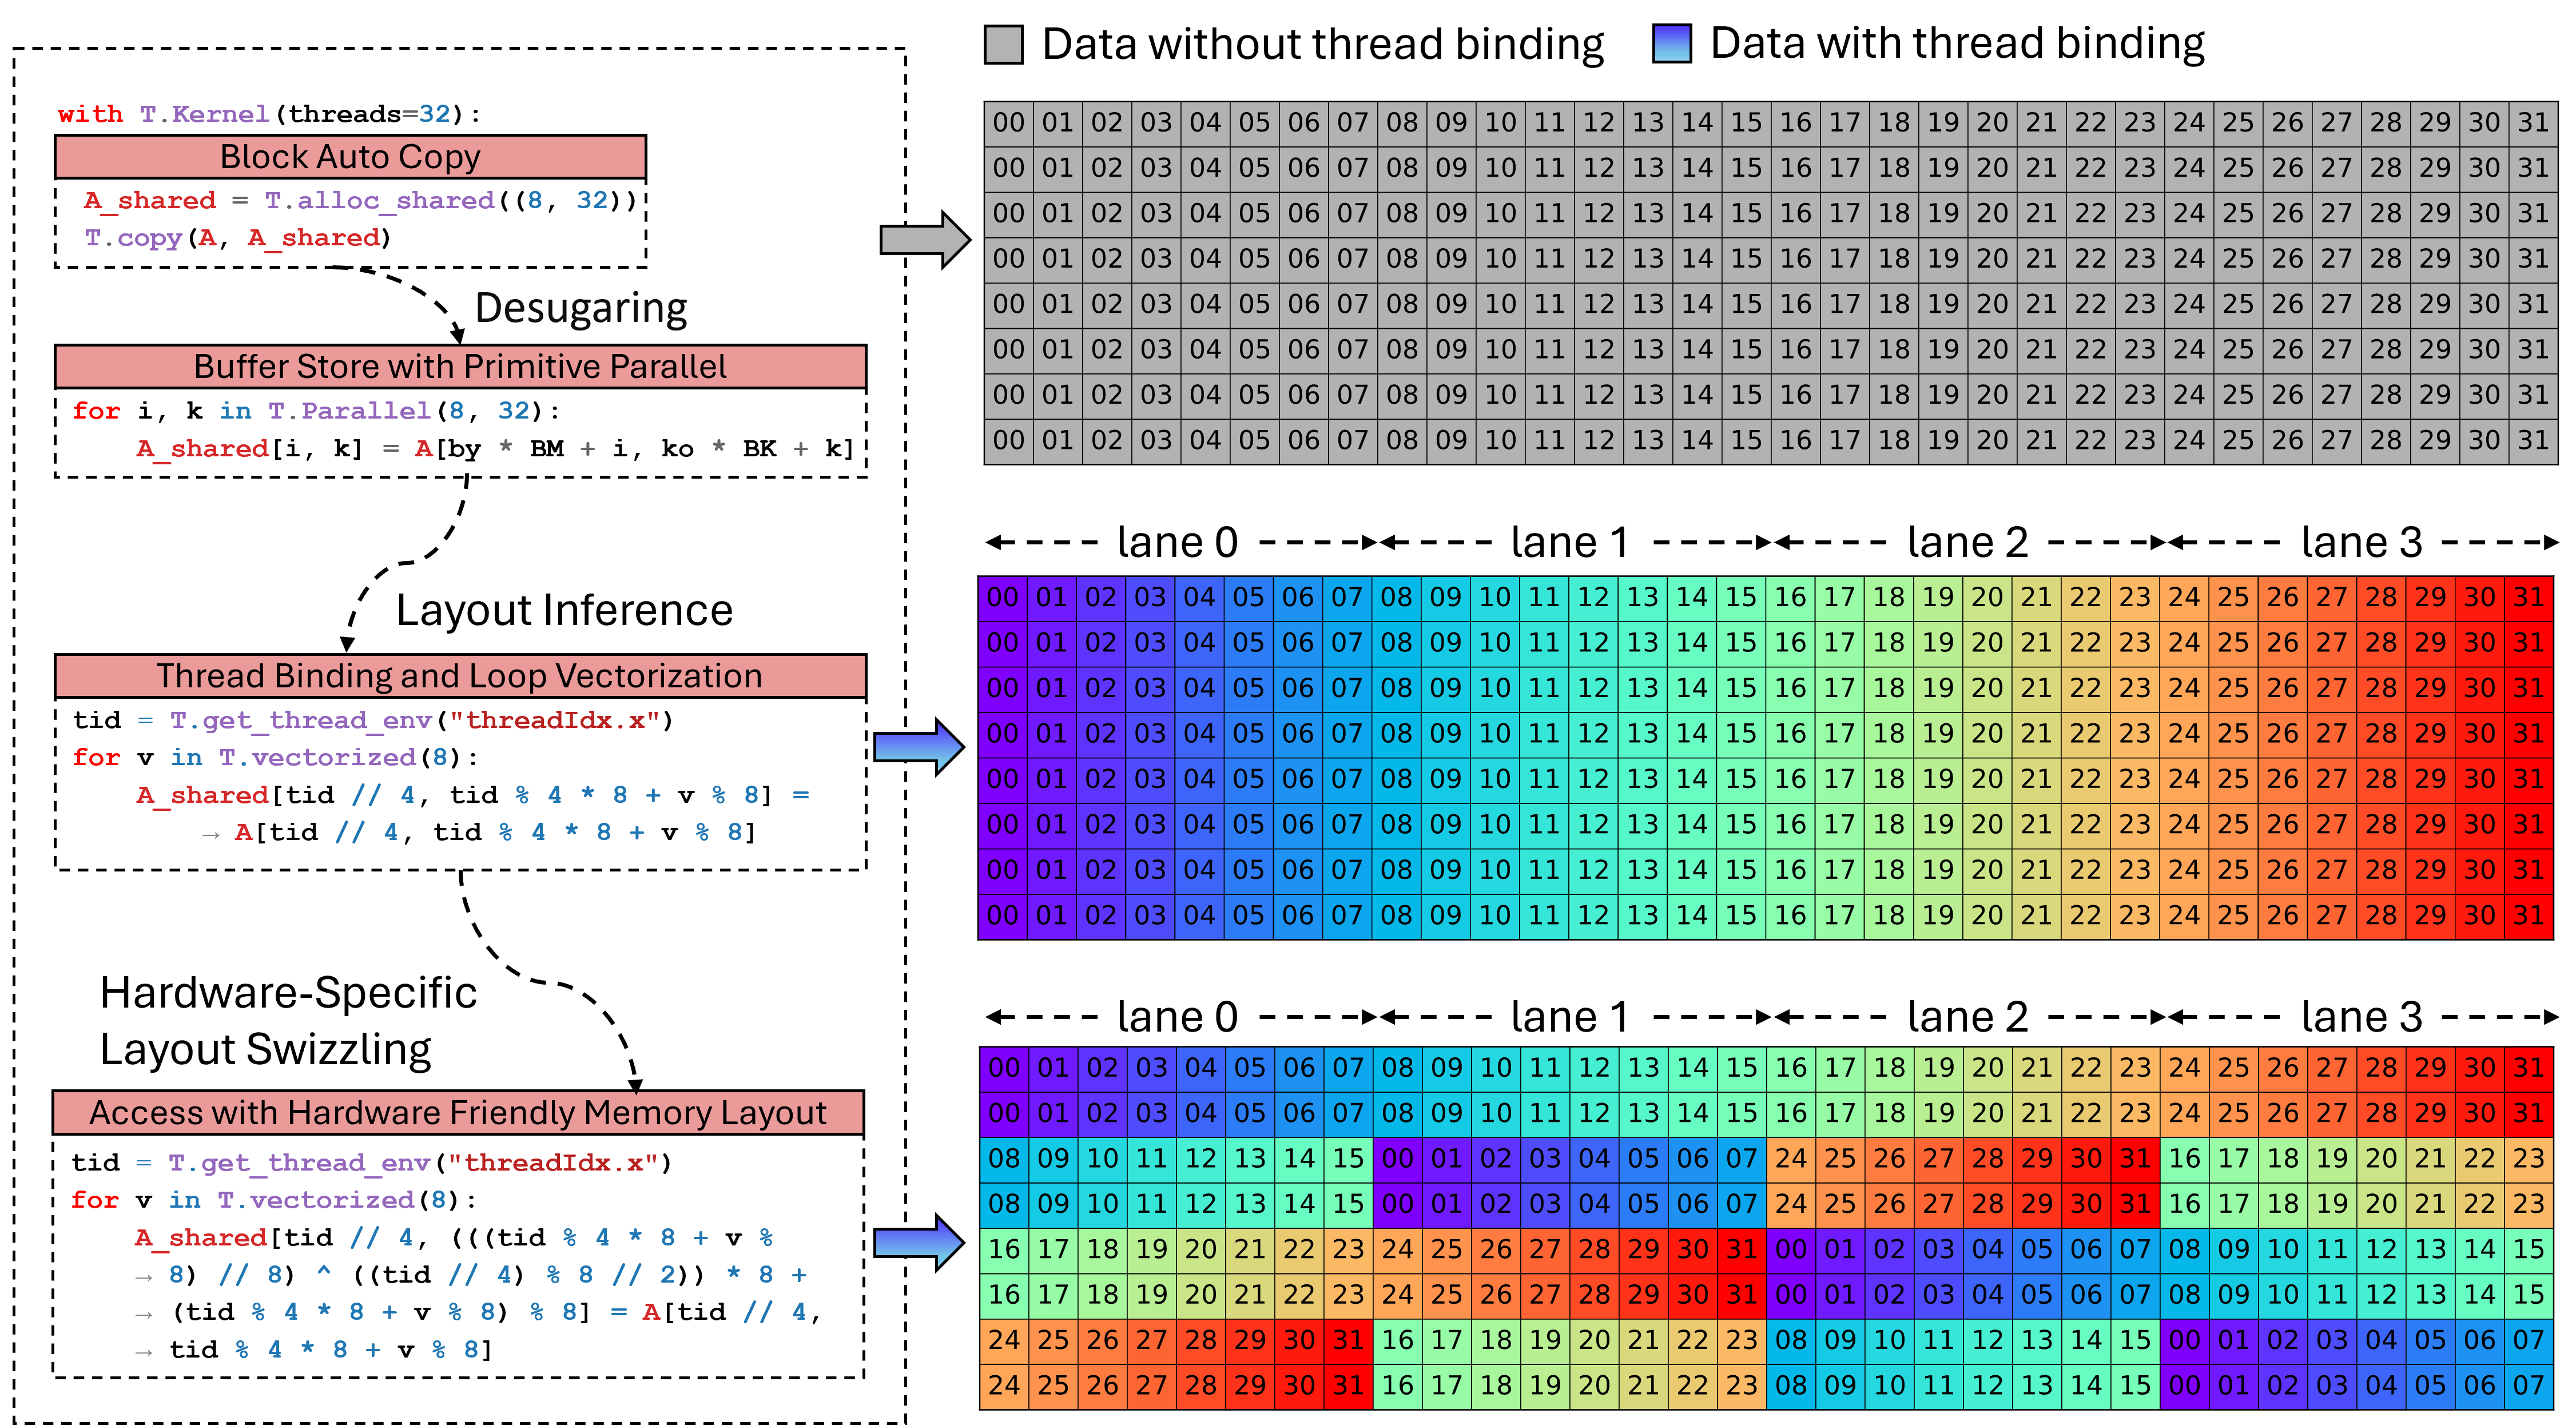 Data without thread binding
Data with thread binding
with T.Kernel(threads=32):
Block Auto Copy
A_shared = T.alloc_shared((8, 32))
T.copy(A, A_shared)
Desugaring
Buffer Store with Primitive Parallel
for i, k in T.Parallel(8, 32):
A_shared[i, k] = A[by * BM + i, ko * BK + k]
Layout Inference
Thread Binding and Loop Vectorization
tid = T.get_thread_env("threadIdx.x")
for v in T.vectorized(8):
A_shared[tid // 4, tid % 4 * 8 + v % 8] =
→ A[tid // 4, tid % 4 * 8 + v % 8]
Hardware-Specific
Layout Swizzling
Access with Hardware Friendly Memory Layout
tid = T.get_thread_env("threadIdx.x")
for v in T.vectorized(8):
A_shared[tid // 4, (((tid % 4 * 8 + v %
→ 8) // 8) ^ ((tid // 4) % 8 // 2)) * 8 +
→ (tid % 4 * 8 + v % 8) % 8] = A[tid // 4,
→ tid % 4 * 8 + v % 8]
00 01 02 03 04 05 06 07 08 09 10 11 12 13 14 15 16 17 18 19 20 21 22 23 24 25 26 27 28 29 30 31
00 01 02 03 04 05 06 07 08 09 10 11 12 13 14 15 16 17 18 19 20 21 22 23 24 25 26 27 28 29 30 31
00 01 02 03 04 05 06 07 08 09 10 11 12 13 14 15 16 17 18 19 20 21 22 23 24 25 26 27 28 29 30 31
00 01 02 03 04 05 06 07 08 09 10 11 12 13 14 15 16 17 18 19 20 21 22 23 24 25 26 27 28 29 30 31
00 01 02 03 04 05 06 07 08 09 10 11 12 13 14 15 16 17 18 19 20 21 22 23 24 25 26 27 28 29 30 31
00 01 02 03 04 05 06 07 08 09 10 11 12 13 14 15 16 17 18 19 20 21 22 23 24 25 26 27 28 29 30 31
00 01 02 03 04 05 06 07 08 09 10 11 12 13 14 15 16 17 18 19 20 21 22 23 24 25 26 27 28 29 30 31
00 01 02 03 04 05 06 07 08 09 10 11 12 13 14 15 16 17 18 19 20 21 22 23 24 25 26 27 28 29 30 31
lane 0 lane 1 lane 2 lane 3
00 01 02 03 04 05 06 07 08 09 10 11 12 13 14 15 16 17 18 19 20 21 22 23 24 25 26 27 28 29 30 31
00 01 02 03 04 05 06 07 08 09 10 11 12 13 14 15 16 17 18 19 20 21 22 23 24 25 26 27 28 29 30 31
00 01 02 03 04 05 06 07 08 09 10 11 12 13 14 15 16 17 18 19 20 21 22 23 24 25 26 27 28 29 30 31
00 01 02 03 04 05 06 07 08 09 10 11 12 13 14 15 16 17 18 19 20 21 22 23 24 25 26 27 28 29 30 31
00 01 02 03 04 05 06 07 08 09 10 11 12 13 14 15 16 17 18 19 20 21 22 23 24 25 26 27 28 29 30 31
00 01 02 03 04 05 06 07 08 09 10 11 12 13 14 15 16 17 18 19 20 21 22 23 24 25 26 27 28 29 30 31
00 01 02 03 04 05 06 07 08 09 10 11 12 13 14 15 16 17 18 19 20 21 22 23 24 25 26 27 28 29 30 31
00 01 02 03 04 05 06 07 08 09 10 11 12 13 14 15 16 17 18 19 20 21 22 23 24 25 26 27 28 29 30 31
lane 0 lane 1 lane 2 lane 3
00 01 02 03 04 05 06 07 08 09 10 11 12 13 14 15 16 17 18 19 20 21 22 23 24 25 26 27 28 29 30 31
00 01 02 03 04 05 06 07 08 09 10 11 12 13 14 15 16 17 18 19 20 21 22 23 24 25 26 27 28 29 30 31
08 09 10 11 12 13 14 15 00 01 02 03 04 05 06 07 24 25 26 27 28 29 30 31 16 17 18 19 20 21 22 23
08 09 10 11 12 13 14 15 00 01 02 03 04 05 06 07 24 25 26 27 28 29 30 31 16 17 18 19 20 21 22 23
16 17 18 19 20 21 22 23 24 25 26 27 28 29 30 31 00 01 02 03 04 05 06 07 08 09 10 11 12 13 14 15
16 17 18 19 20 21 22 23 24 25 26 27 28 29 30 31 00 01 02 03 04 05 06 07 08 09 10 11 12 13 14 15
24 25 26 27 28 29 30 31 16 17 18 19 20 21 22 23 08 09 10 11 12 13 14 15 00 01 02 03 04 05 06 07
24 25 26 27 28 29 30 31 16 17 18 19 20 21 22 23 08 09 10 11 12 13 14 15 00 01 02 03 04 05 06 07